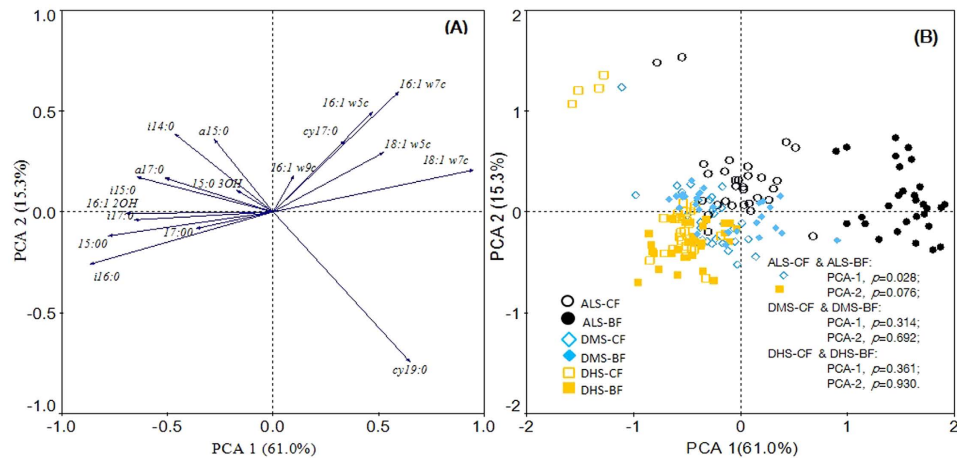 (A)
PCA 2 (15.3%)
1.0
0.5
0.0
-0.5
-1.0
-1.0
-0.5
0.0
0.5
1.0
PCA 1 (61.0%)
16:1 w7c
16:1 w5c
cy17:0
18:1 w5c
18:1 w7c
16:1 w9c
a15:0
i14:0
a17:0
15:0 3OH
i15:0
16:1 2OH
i17:0
17:00
15:00
i16:0
cy19:0
(B)
PCA 2 (15.3%)
2
1
0
-1
-2
-2
-1
0
1
2
PCA 1(61.0%)
ALS-CF
ALS-BF
DMS-CF
DMS-BF
DHS-CF
DHS-BF
ALS-CF & ALS-BF:
PCA-1, p=0.028;
PCA-2, p=0.076;
DMS-CF & DMS-BF:
PCA-1, p=0.314;
PCA-2, p=0.692;
DHS-CF & DHS-BF:
PCA-1, p=0.361;
PCA-2, p=0.930.